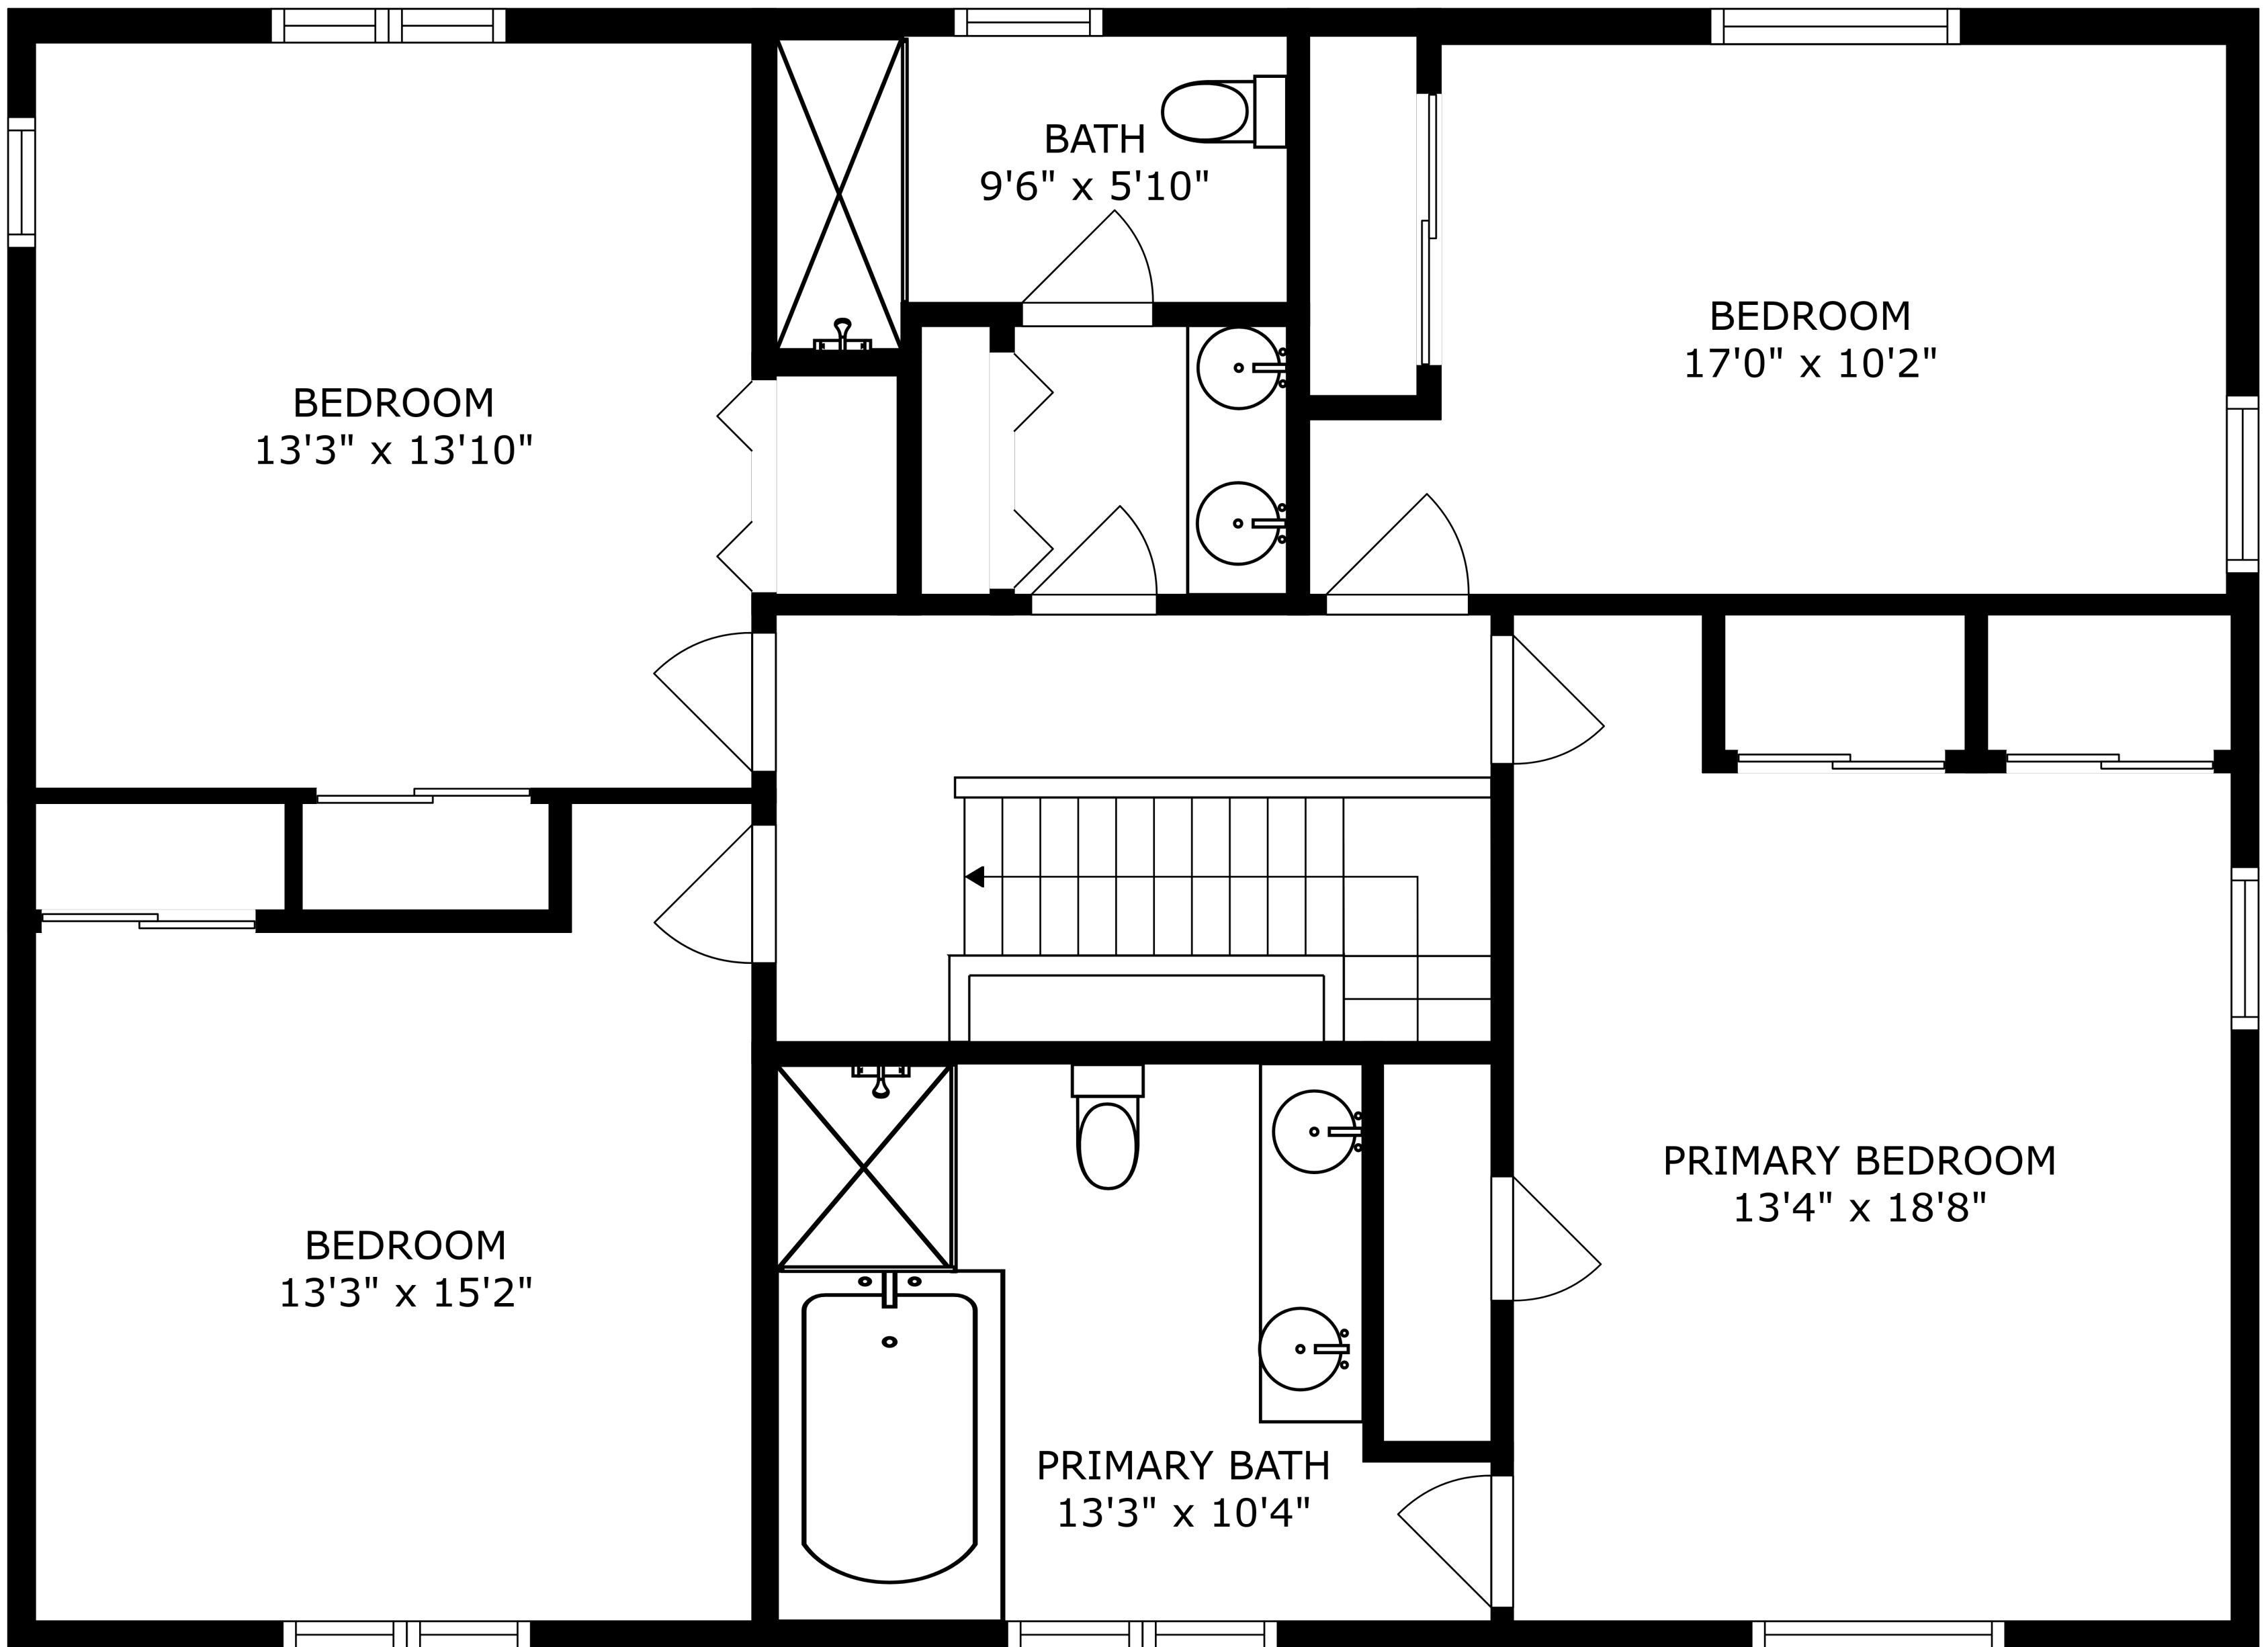 BATH
9'6" x 5'10"
BEDROOM
17'0" x 10'2"
BEDROOM
13'3" x 13'10"
PRIMARY BEDROOM
13'4" x 18'8"
BEDROOM
13'3" x 15'2"
PRIMARY BATH
13'3" x 10'4"